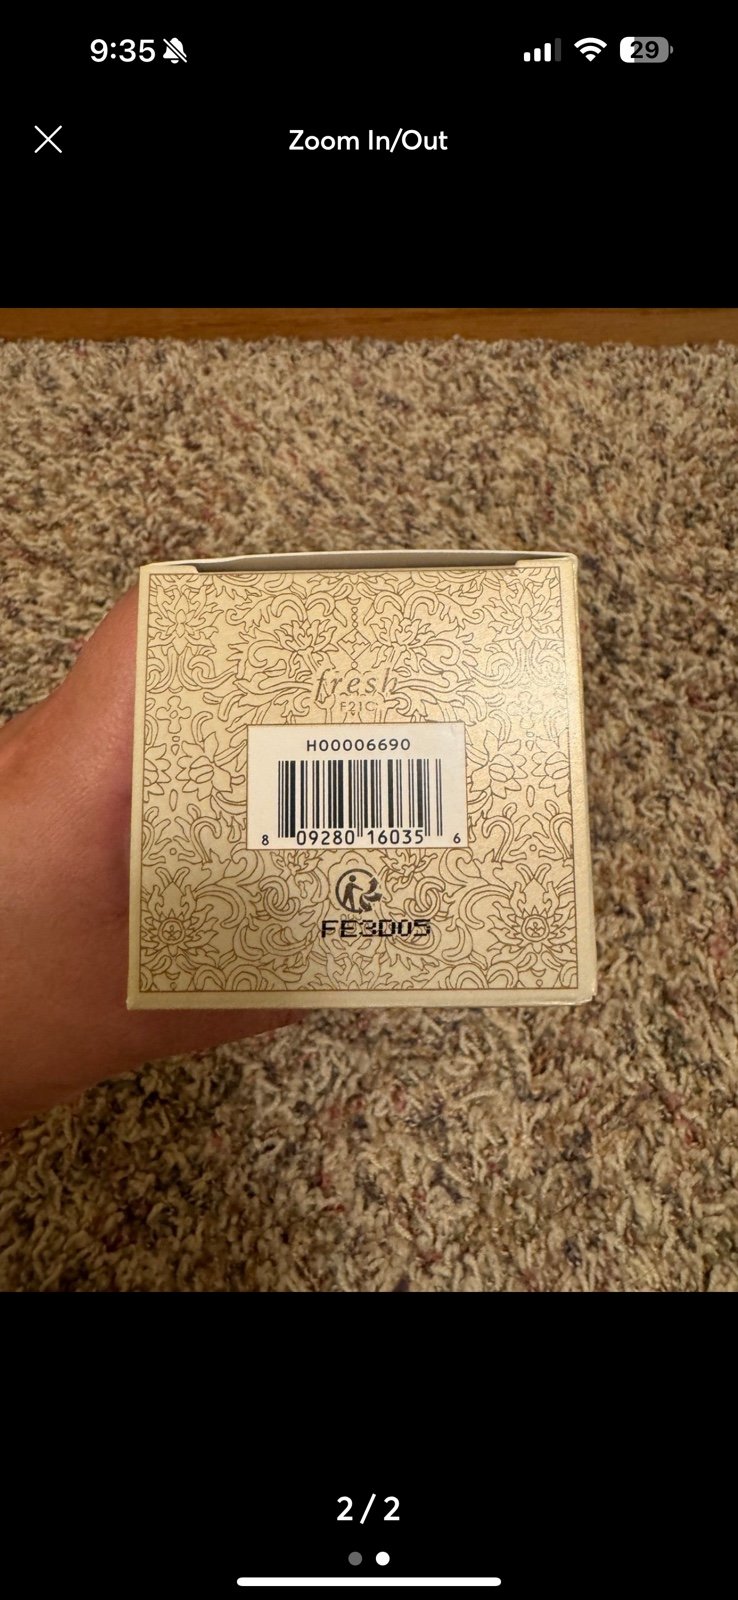 9:35
29
Zoom In/Out
fresh
F21C
H00006690
8 09280 16035 6
FE3D05
2 / 2